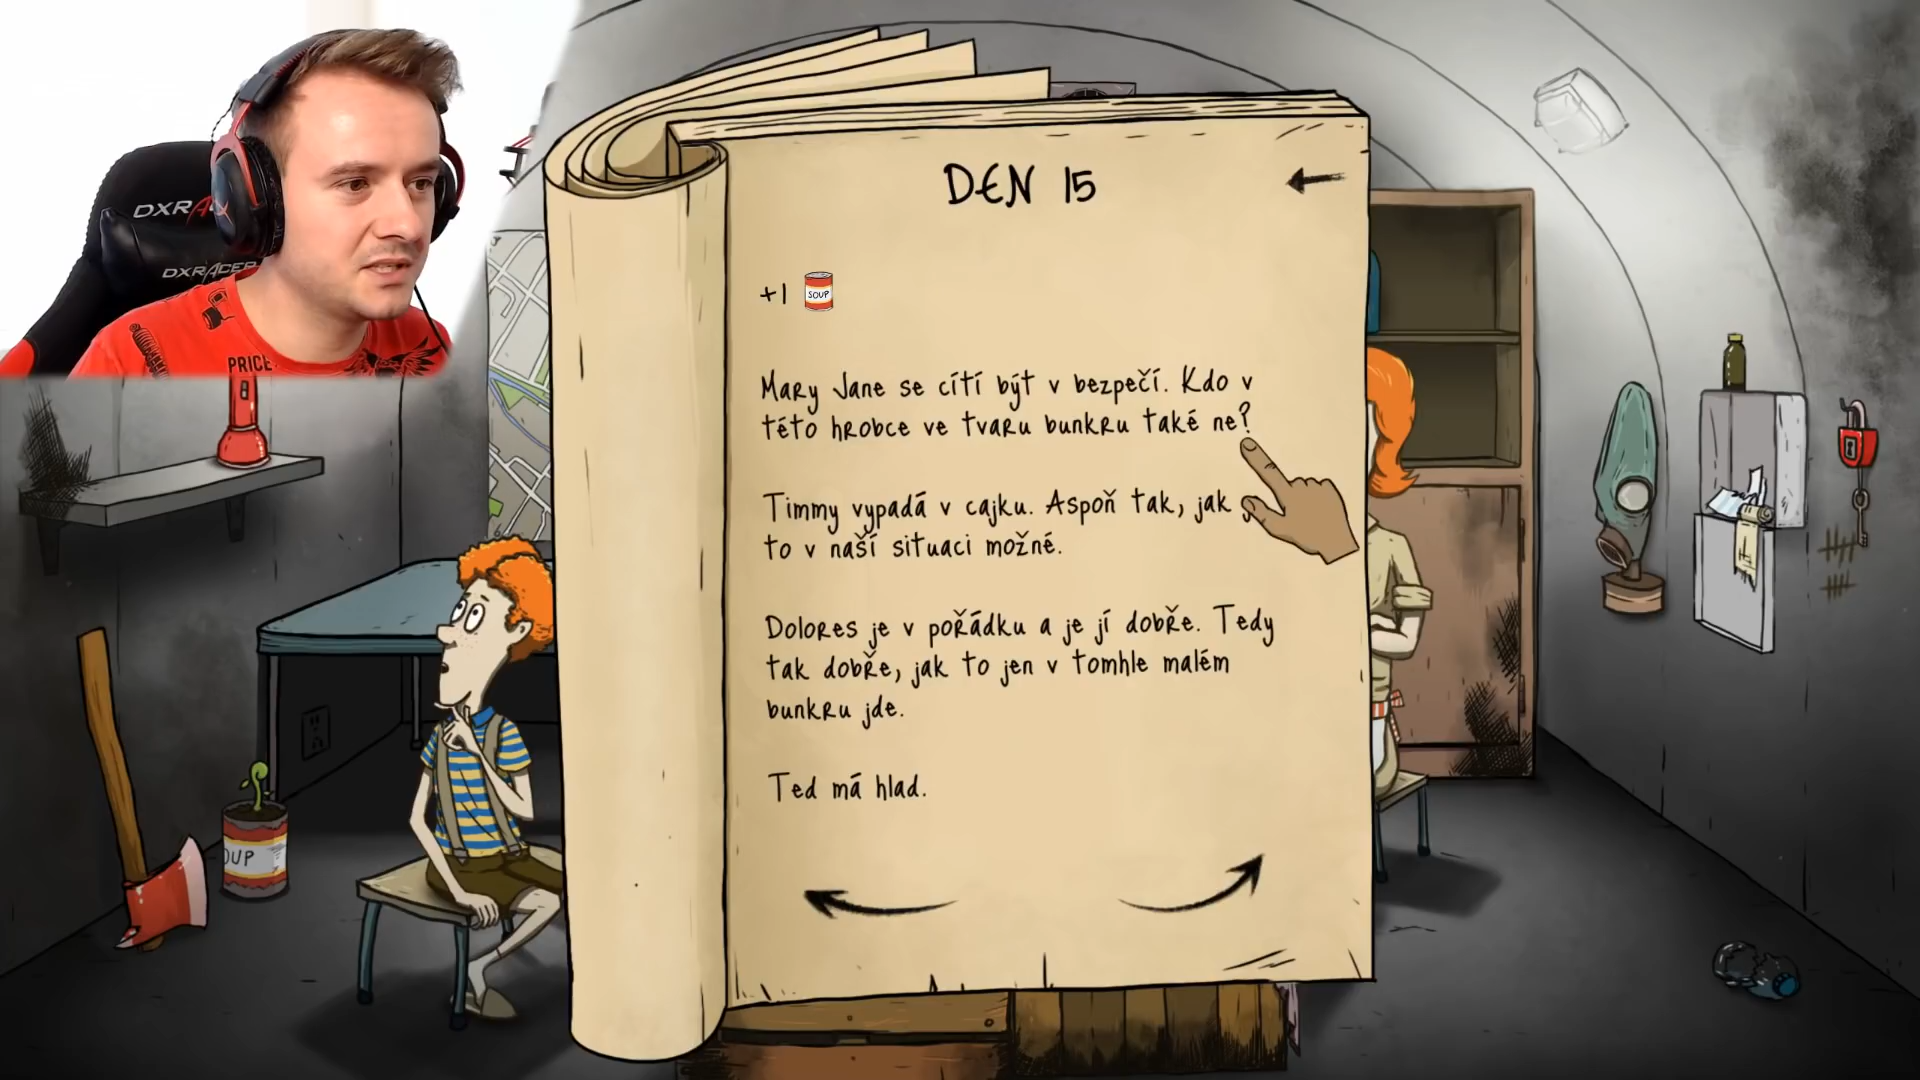 DXRA
DXRACER
PRICE
DEN 15
+1
SOUP
Mary Jane se cítí být v bezpečí. Kdo v
této hrobce ve tvaru bunkru také ne?
Timmy vypadá v cajku. Aspoň tak, jak
to v naší situaci možné.
Dolores je v pořádku a je jí dobře. Tedy
tak dobře, jak to jen v tomhle malém
bunkru jde.
Ted má hlad.
OUP